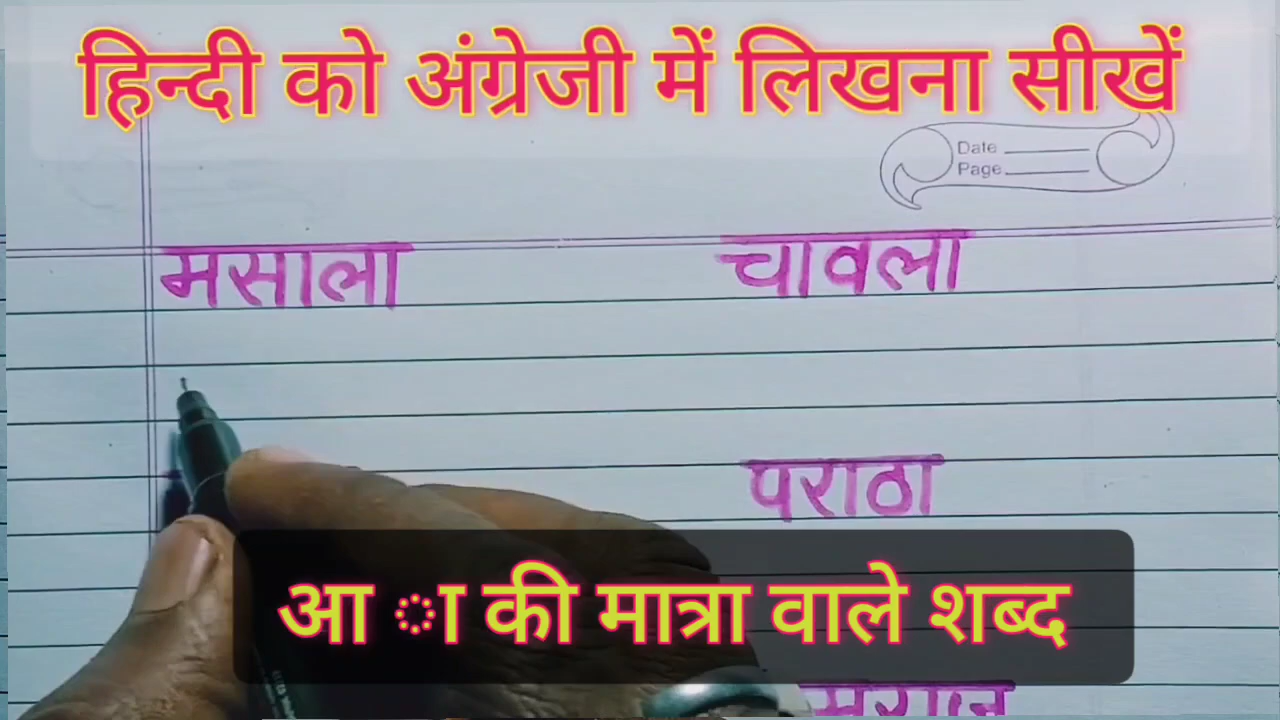 हिन्दी को अंग्रेजी में लिखना सीखें
Date
Page
मसाला चावला
पराठा
आ ा की मात्रा वाले शब्द